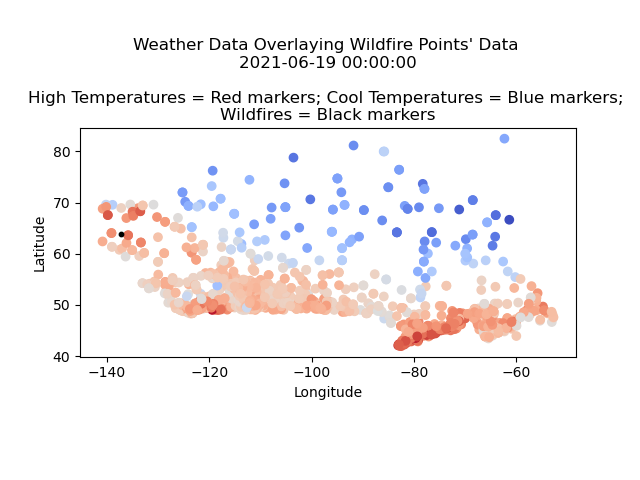 Weather Data Overlaying Wildfire Points' Data
2021-06-19 00:00:00
High Temperatures = Red markers; Cool Temperatures = Blue markers;
Wildfires = Black markers
80
70
60
50
40
Latitude
−140
−120
−100
−80
−60
Longitude